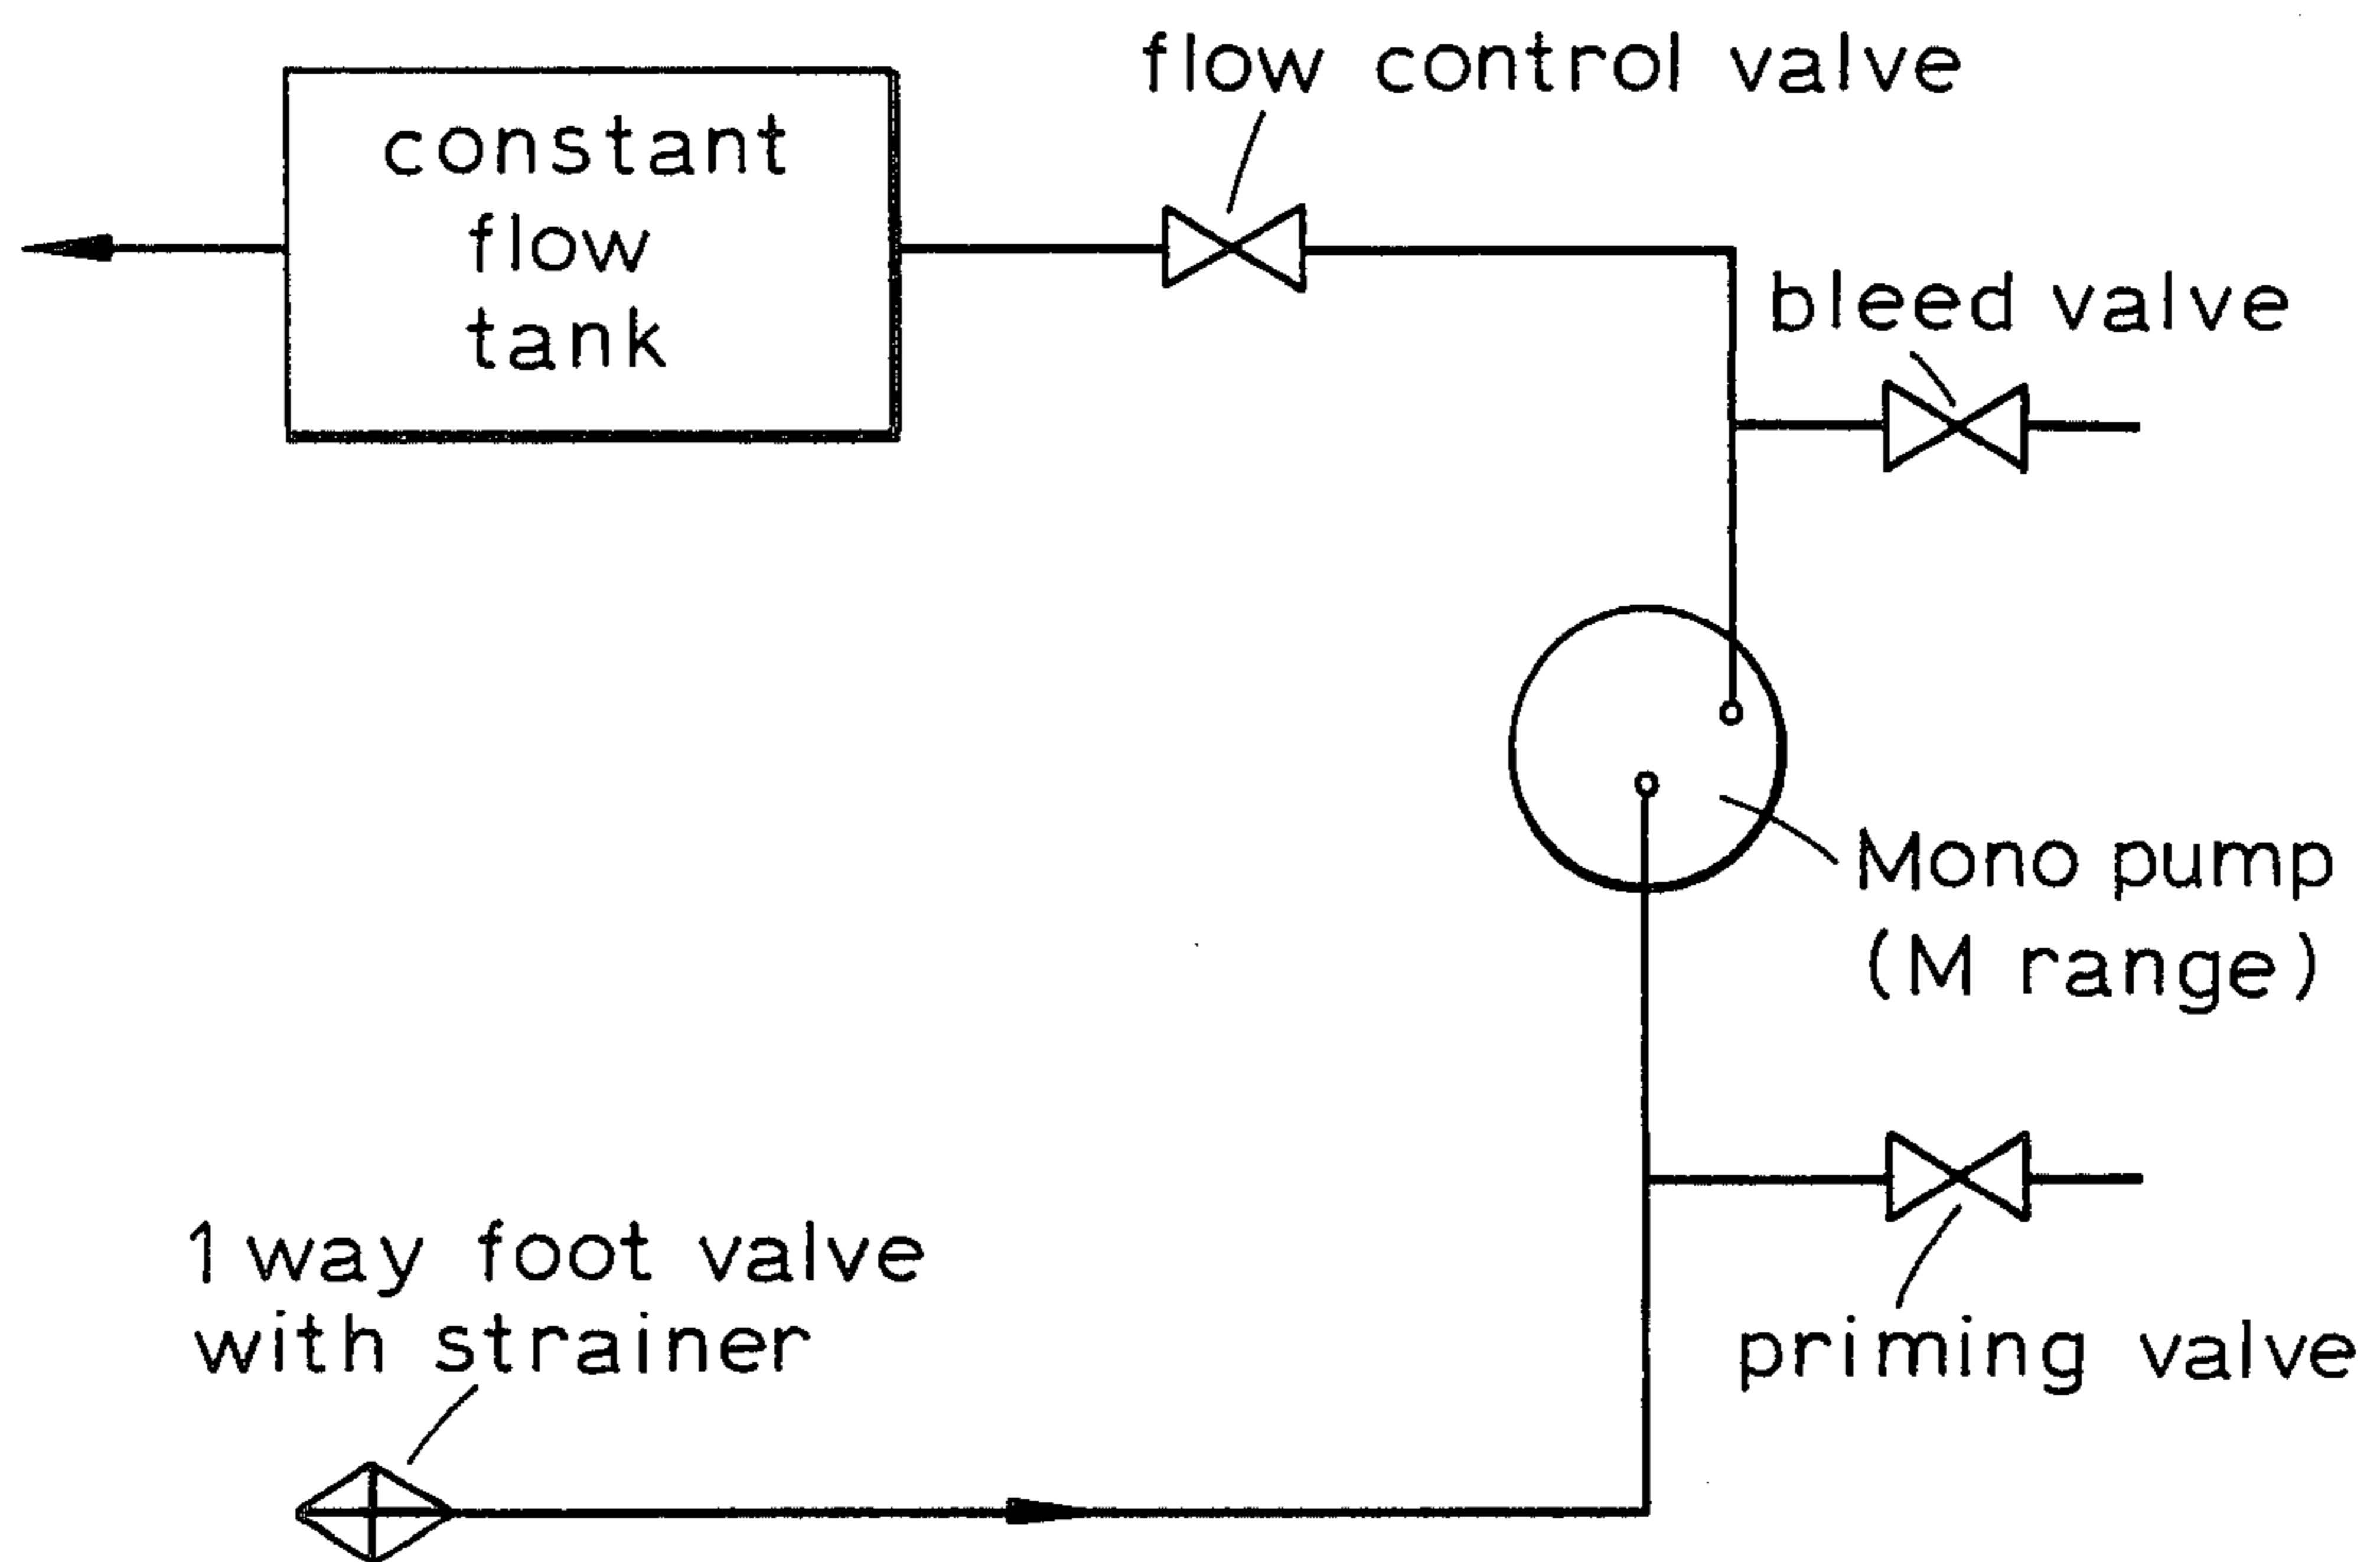 flow control valve
constant
flow
tank
bleed valve
Mono pump
(M range)
1 way foot valve
with strainer
priming valve